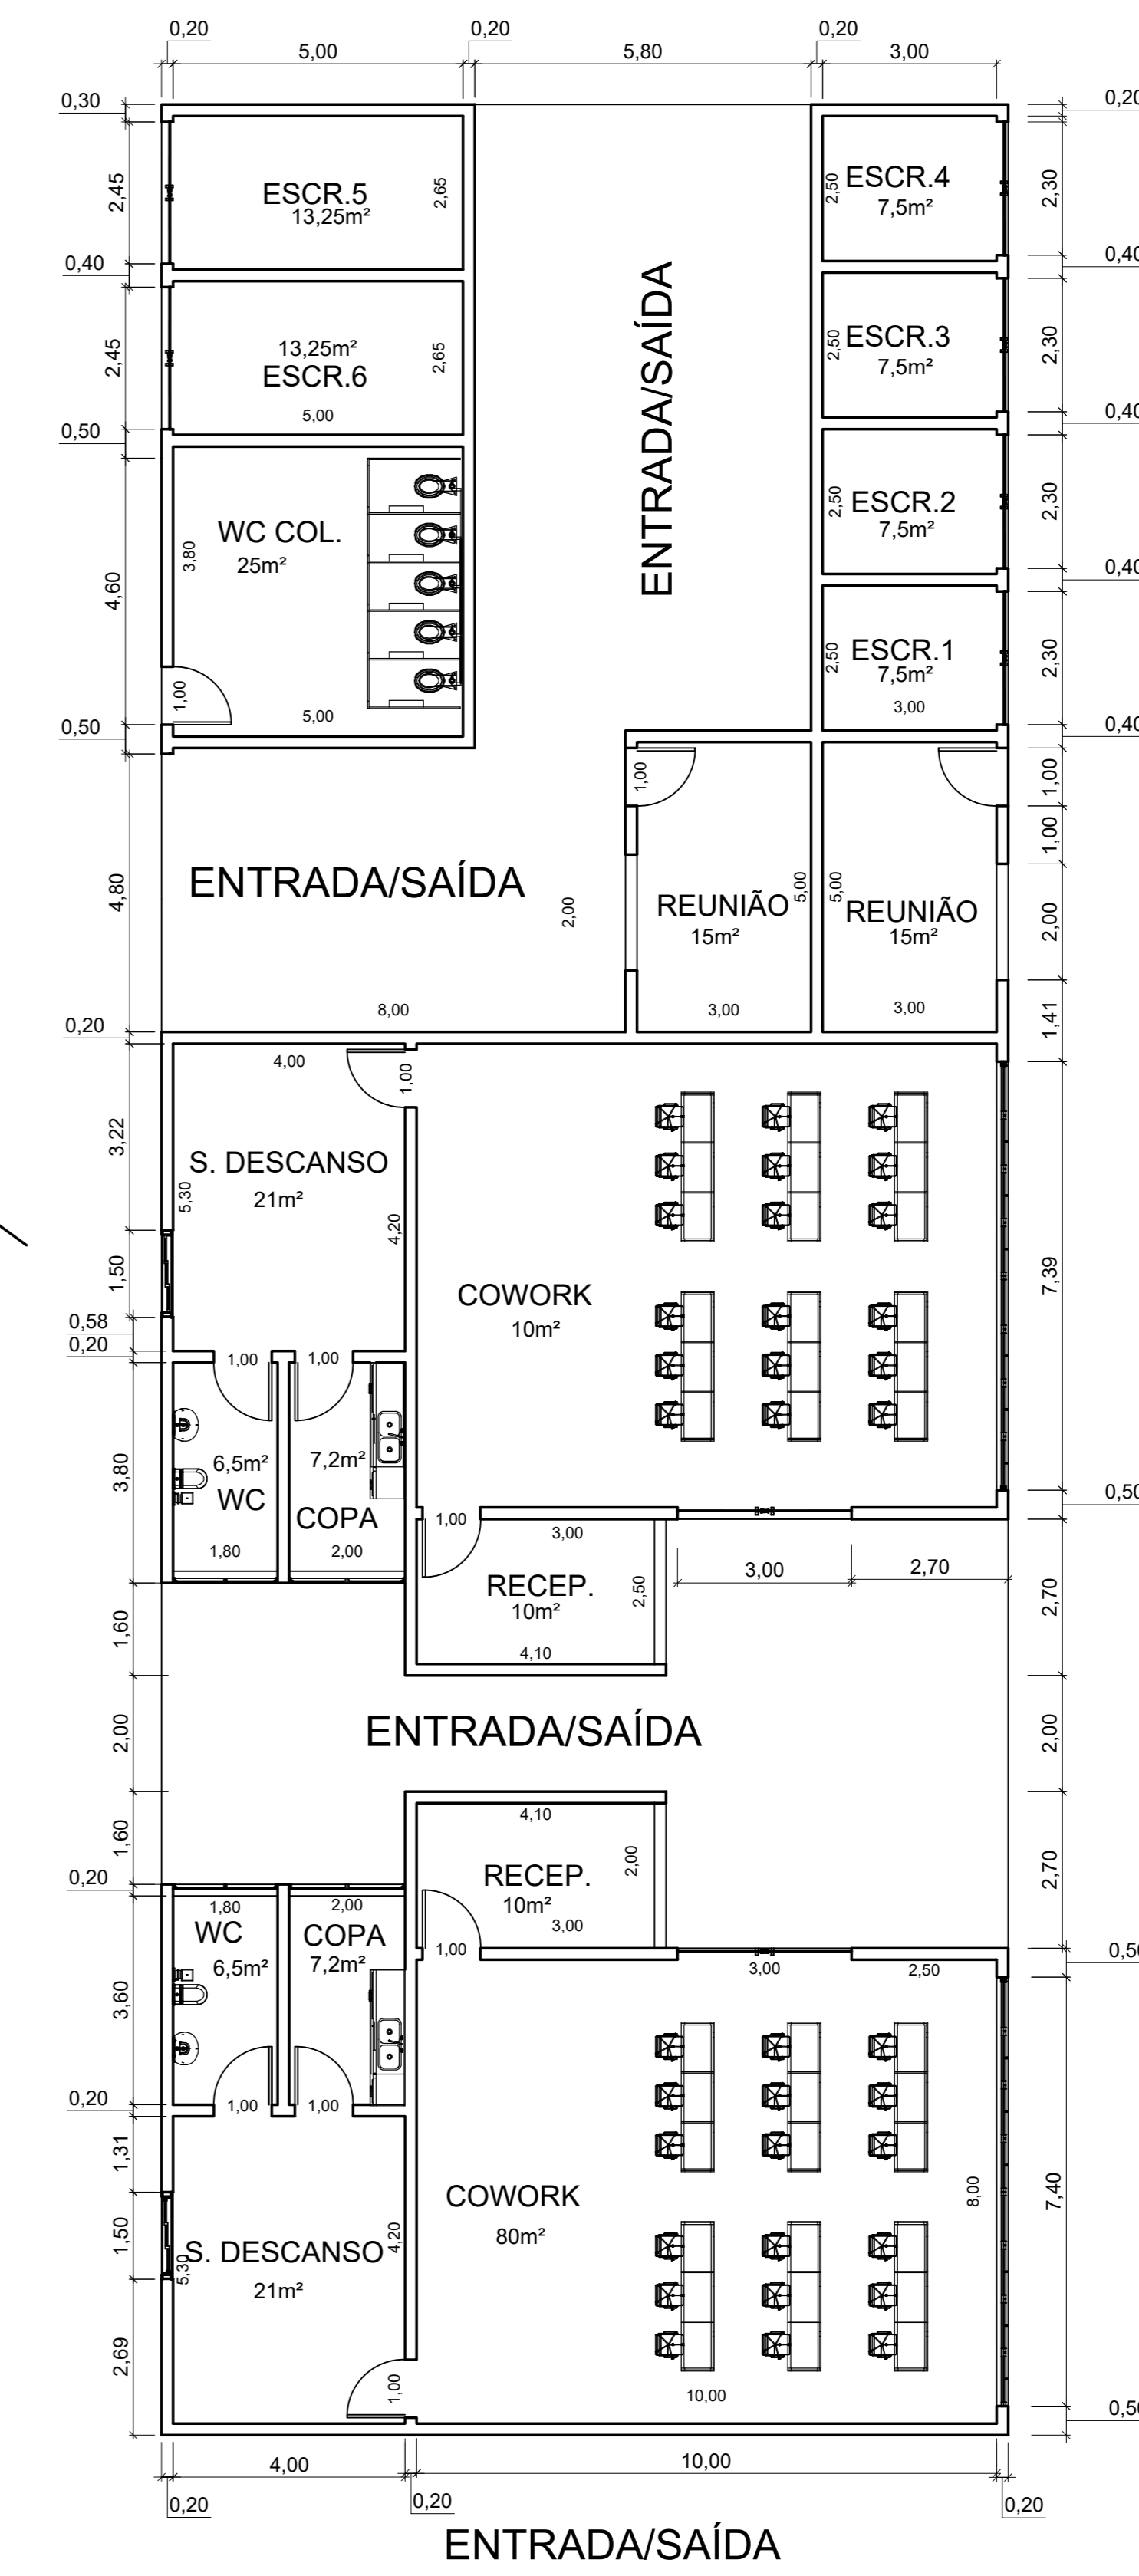 0,20
0,20
0,20
5,00
5,80
3,00
0,30
0,20
2,45
ESCR.5
13,25m²
2,65
2,50
ESCR.4
7,5m²
2,30
0,40
0,40
2,45
13,25m²
ESCR.6
2,65
5,00
ENTRADA/SAÍDA
2,50
ESCR.3
7,5m²
2,30
0,50
0,40
WC COL.
25m²
3,80
4,60
2,50
ESCR.2
7,5m²
2,30
0,40
2,50
ESCR.1
7,5m²
3,00
2,30
1,00
5,00
0,50
0,40
1,00
1,00
1,00
4,80
ENTRADA/SAÍDA
2,00
REUNIÃO
15m²
5,00
5,00
REUNIÃO
15m²
2,00
8,00
3,00
3,00
0,20
1,41
4,00
1,00
3,22
S. DESCANSO
21m²
5,30
4,20
1,50
COWORK
10m²
7,39
0,58
0,20
1,00
1,00
3,80
6,5m²
WC
7,2m²
COPA
1,80
2,00
1,00
3,00
0,50
RECEP.
10m²
2,50
4,10
3,00
2,70
2,70
1,60
2,00
ENTRADA/SAÍDA
2,00
1,60
4,10
RECEP.
10m²
2,00
3,00
2,70
0,20
1,80
2,00
WC
6,5m²
COPA
7,2m²
1,00
3,00
2,50
0,50
3,60
0,20
1,00
1,00
1,31
1,50
COWORK
80m²
8,00
7,40
S. DESCANSO
21m²
5,30
4,20
2,69
1,00
10,00
0,50
4,00
10,00
0,20
0,20
0,20
ENTRADA/SAÍDA